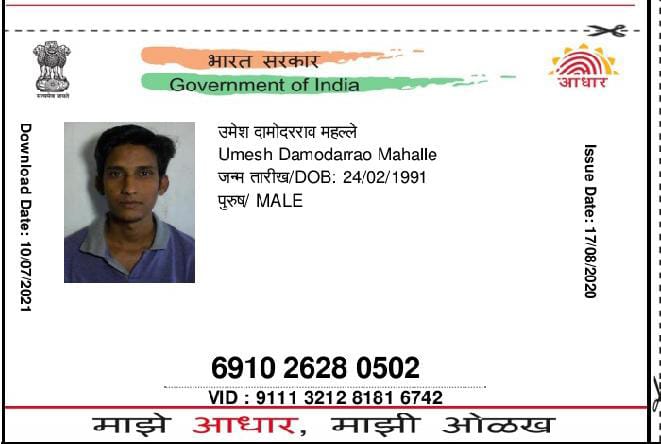 भारत सरकार
Government of India
सत्यमेव जयते
आधार
Download Date: 10/07/2021
उमेश दामोदरराव महल्ले
Umesh Damodarrao Mahalle
जन्म तारीख/DOB: 24/02/1991
पुरुष/ MALE
Issue Date: 17/08/2020
6910 2628 0502
VID : 9111 3212 8181 6742
माझे आधार, माझी ओळख